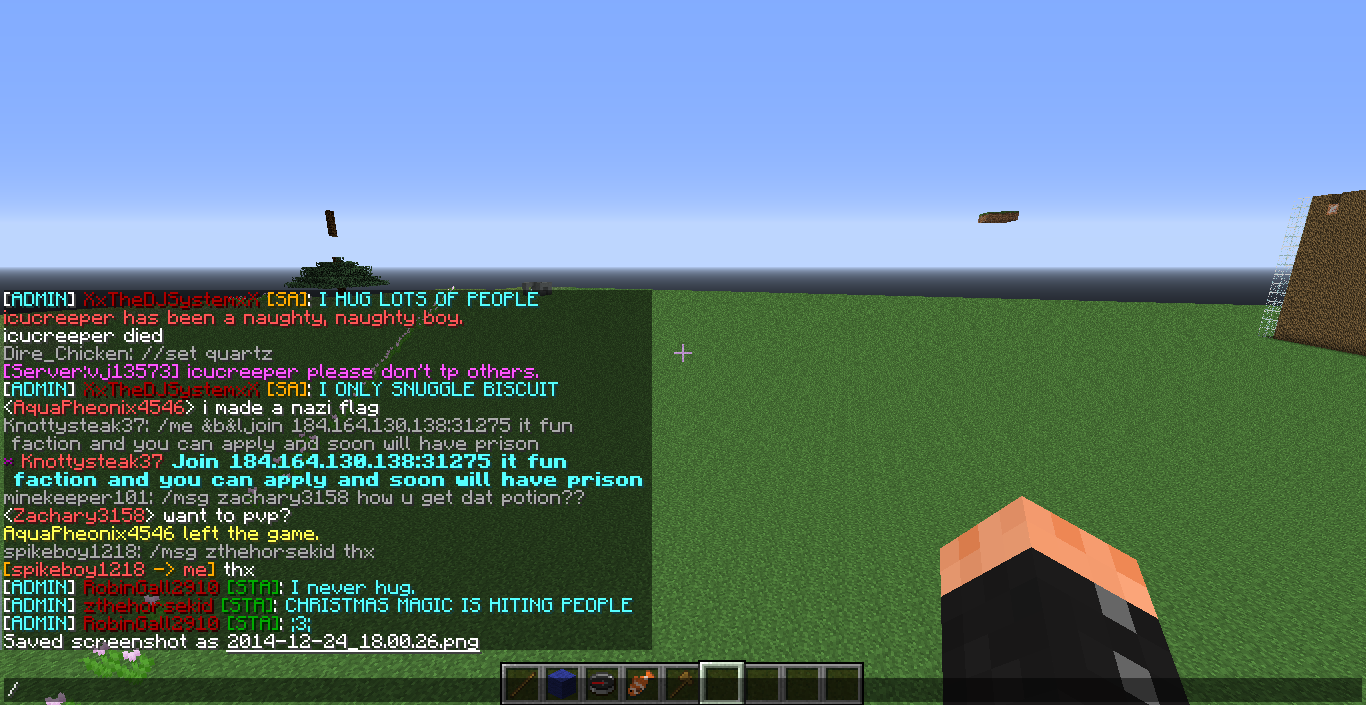 [ADMIN] XxTheDJSystemxX [SA]: I HUG LOTS OF PEOPLE
icucreeper has been a naughty, naughty boy.
icucreeper died
Dire_Chicken: //set quartz
[Server:vj13573] icucreeper please don't tp others.
[ADMIN] XxTheDJSystemxX [SA]: I ONLY SNUGGLE BISCUIT
<AquaPheonix4546> i made a nazi flag
Knottysteak37: /me &b&ljoin 184.164.130.138:31275 it fun
faction and you can apply and soon will have prison
* Knottysteak37 Join 184.164.130.138:31275 it fun
faction and you can apply and soon will have prison
minekeeper101: /msg zachary3158 how u get dat potion??
<Zachary3158> want to pvp?
AquaPheonix4546 left the game.
spikeboy1218: /msg zthehorsekid thx
[spikeboy1218 -> me] thx
[ADMIN] RobinGall2910 [STA]: I never hug.
[ADMIN] zthehorsekid [STA]: CHRISTMAS MAGIC IS HITING PEOPLE
[ADMIN] RobinGall2910 [STA]: ;3;
Saved screenshot as 2014-12-24_18.00.26.png
/